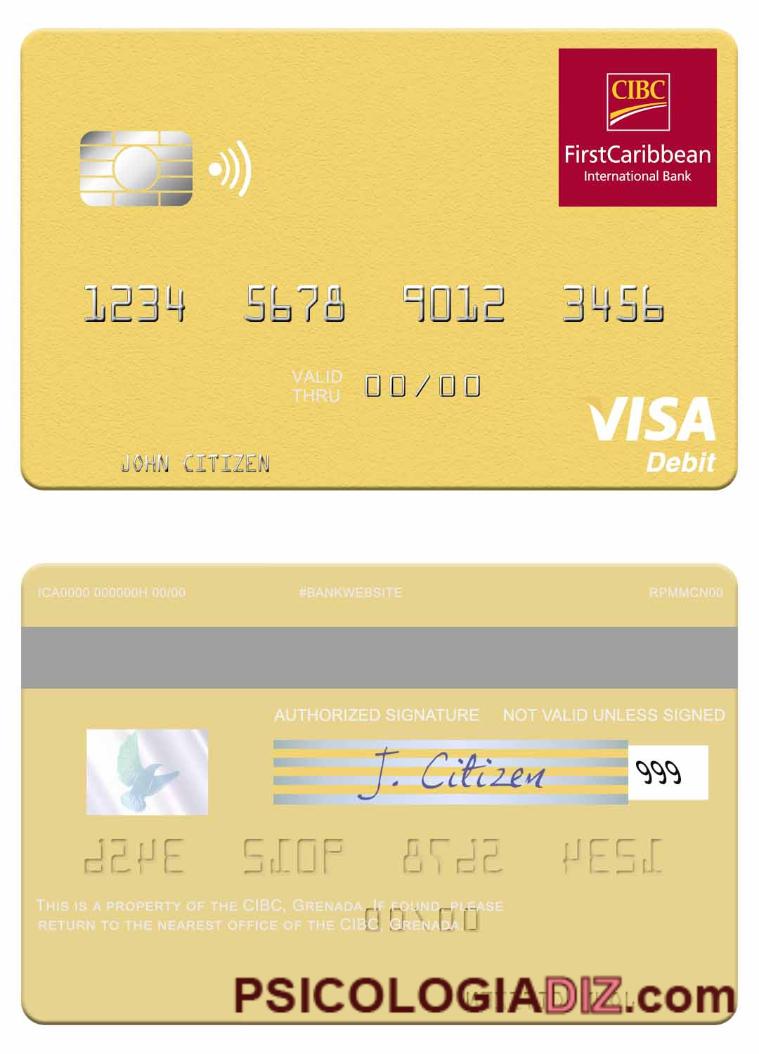 CIBC
FirstCaribbean
International Bank
1234 5678 9012 3456
VALID
THRU 00/00
VISA
Debit
JOHN CITIZEN
ICA0000 000000H 00/00 #BANKWEBSITE RPMMCN00
AUTHORIZED SIGNATURE NOT VALID UNLESS SIGNED
J. Citizen 999
THIS IS A PROPERTY OF THE CIBC, GRENADA. IF FOUND, PLEASE
RETURN TO THE NEAREST OFFICE OF THE CIBC, GRENADA.
PSICOLOGIADIZ.com